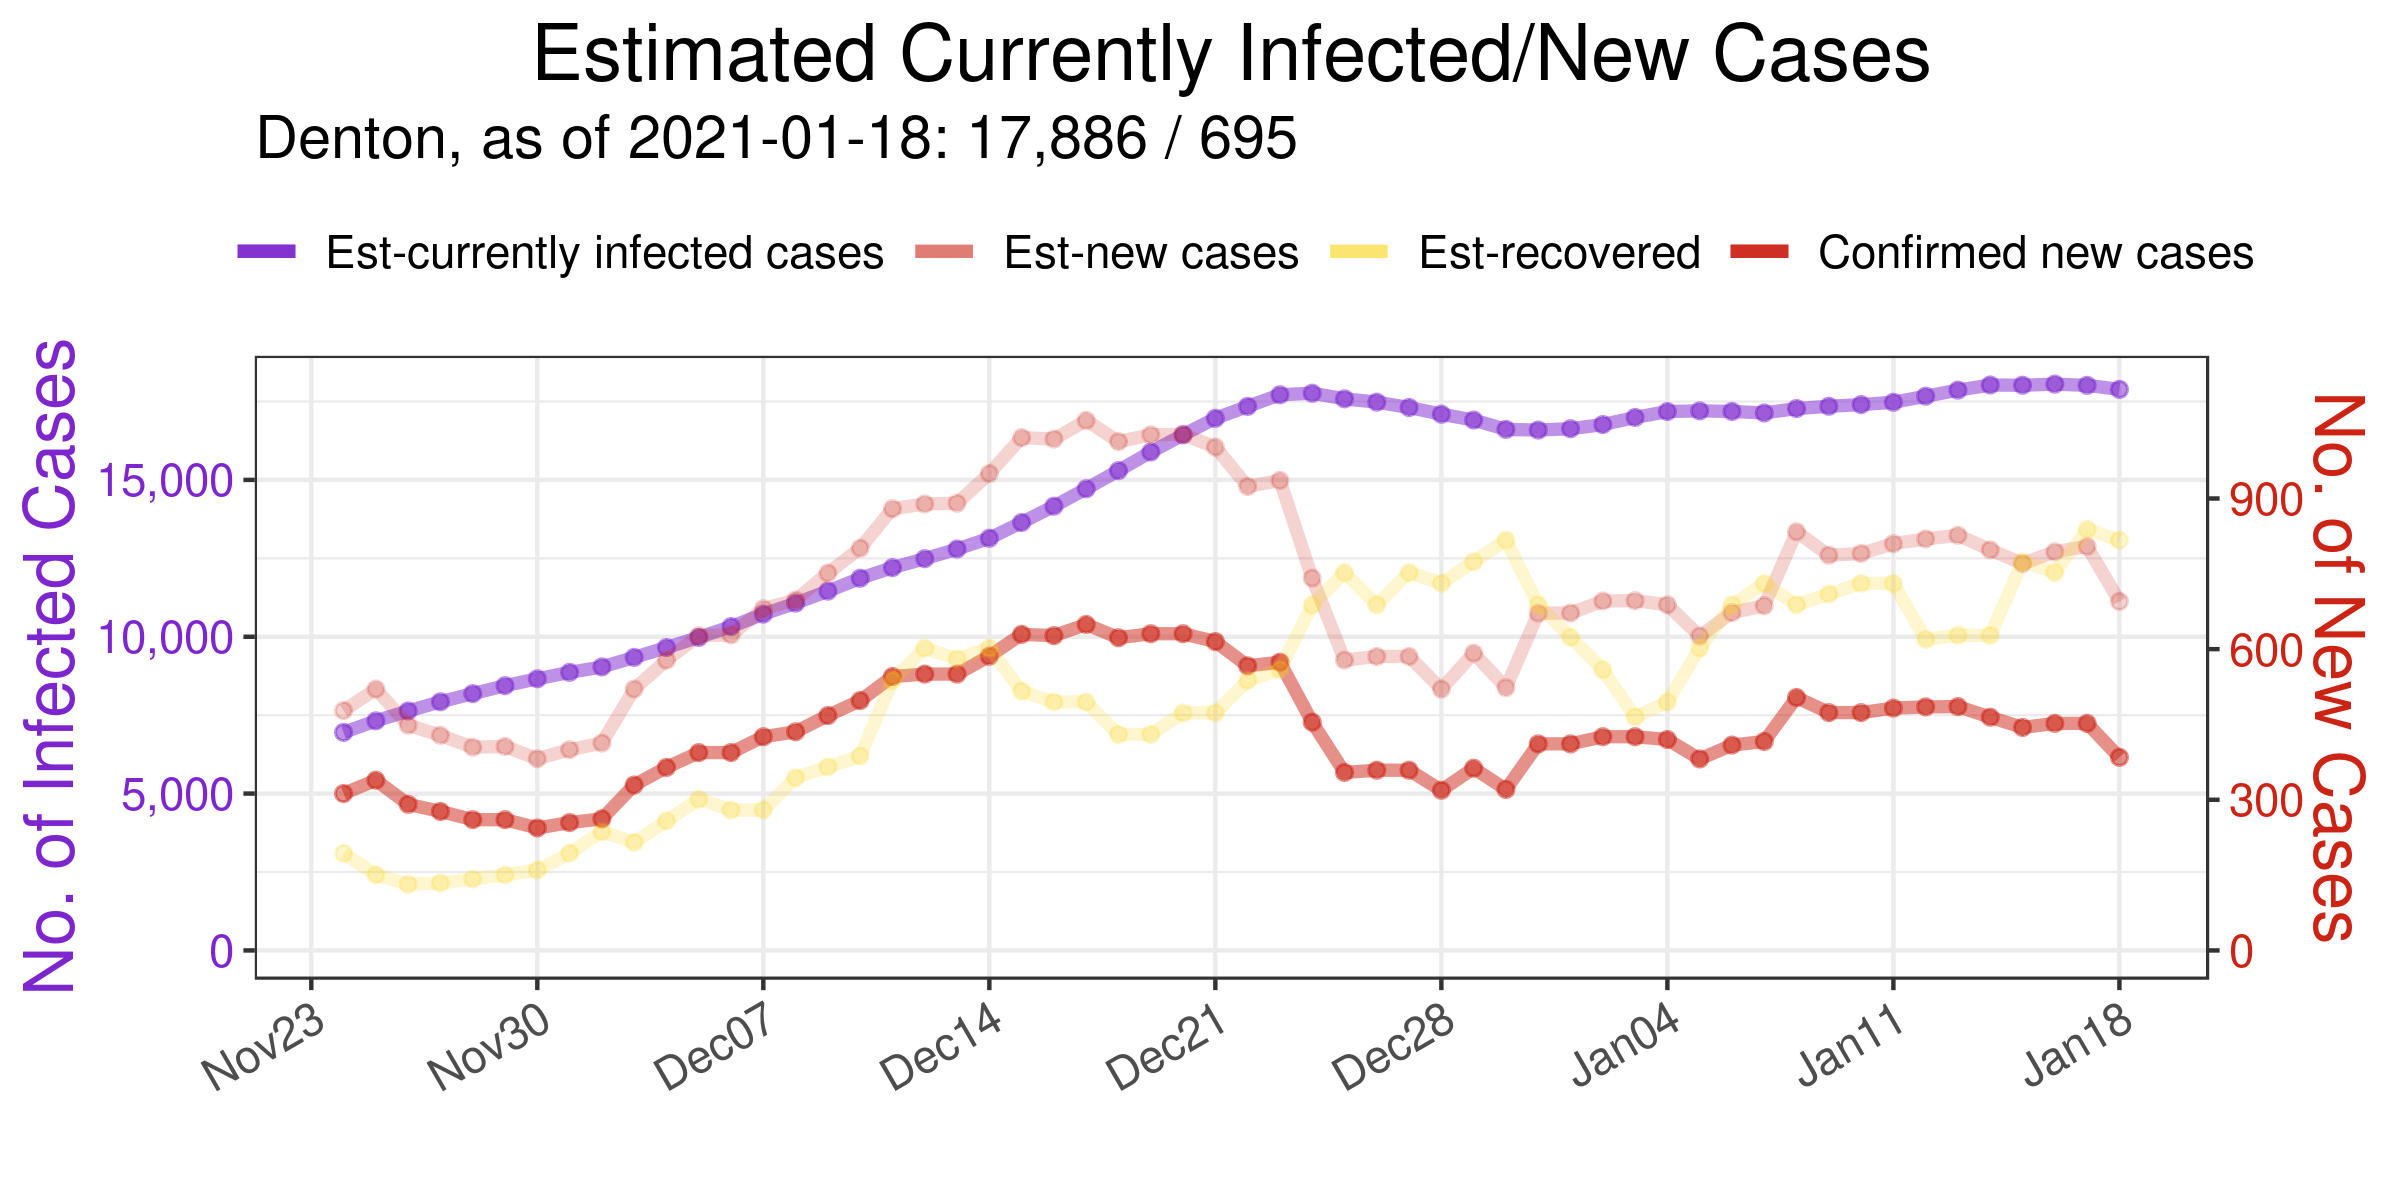 Estimated Currently Infected/New Cases
Denton, as of 2021-01-18: 17,886 / 695
Est-currently infected cases Est-new cases Est-recovered Confirmed new cases
No. of Infected Cases
15,000
10,000
5,000
0
900
600
300
0
No. of New Cases
Nov23 Nov30 Dec07 Dec14 Dec21 Dec28 Jan04 Jan11 Jan18